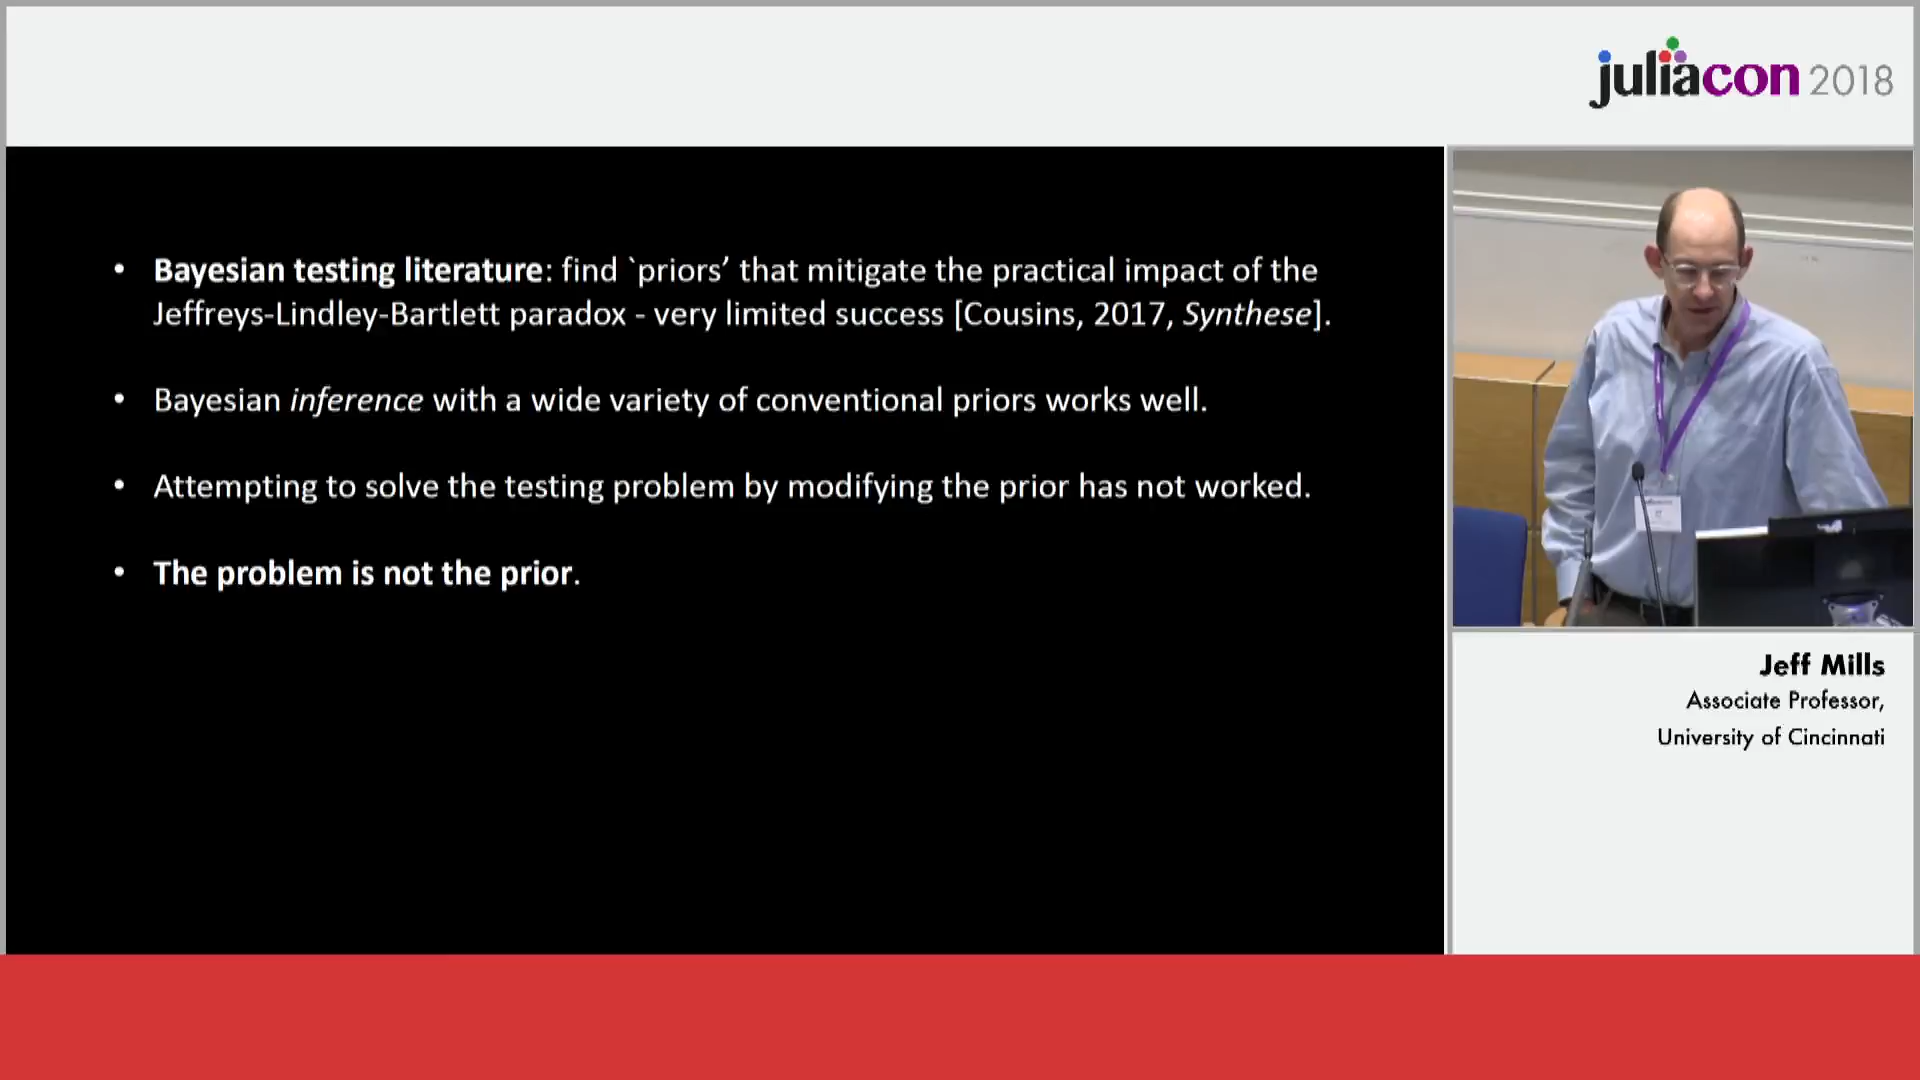 juliacon 2018
• Bayesian testing literature: find `priors’ that mitigate the practical impact of the
Jeffreys-Lindley-Bartlett paradox - very limited success [Cousins, 2017, Synthese].
• Bayesian inference with a wide variety of conventional priors works well.
• Attempting to solve the testing problem by modifying the prior has not worked.
• The problem is not the prior.
Jeff Mills
Associate Professor,
University of Cincinnati